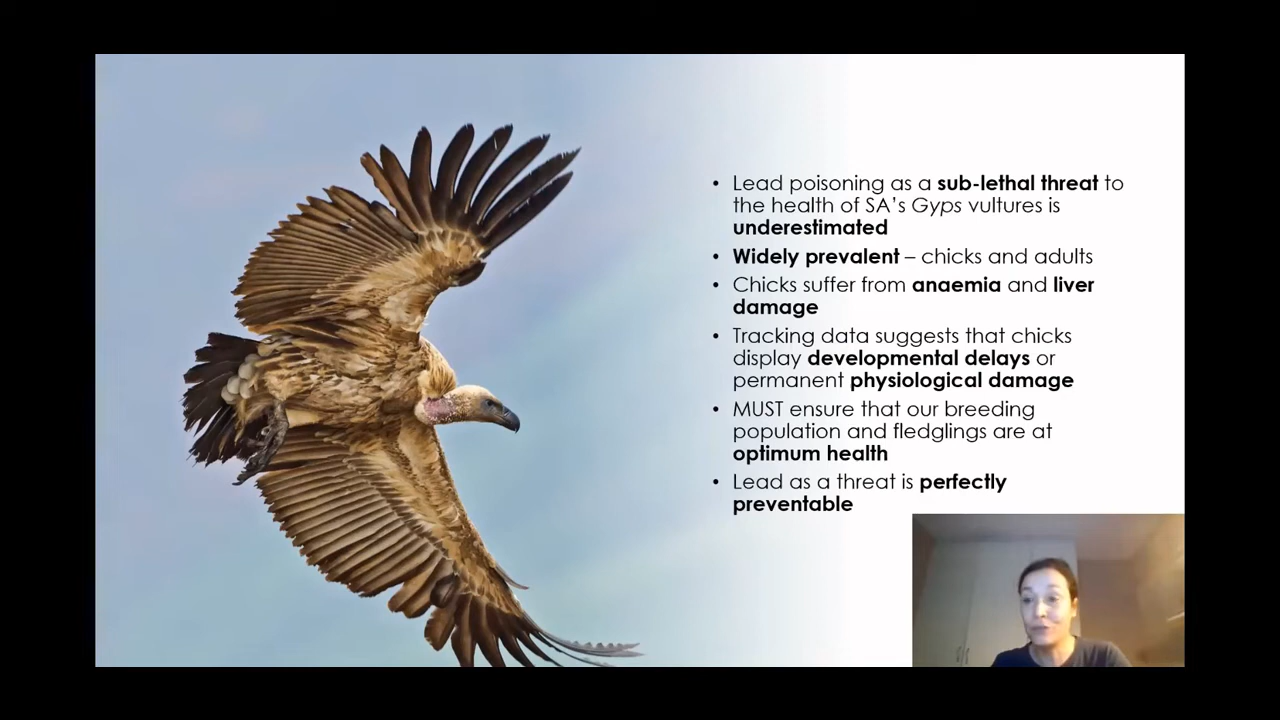 • Lead poisoning as a sub-lethal threat to
the health of SA's Gyps vultures is
underestimated
• Widely prevalent – chicks and adults
• Chicks suffer from anaemia and liver
damage
• Tracking data suggests that chicks
display developmental delays or
permanent physiological damage
• MUST ensure that our breeding
population and fledglings are at
optimum health
• Lead as a threat is perfectly
preventable